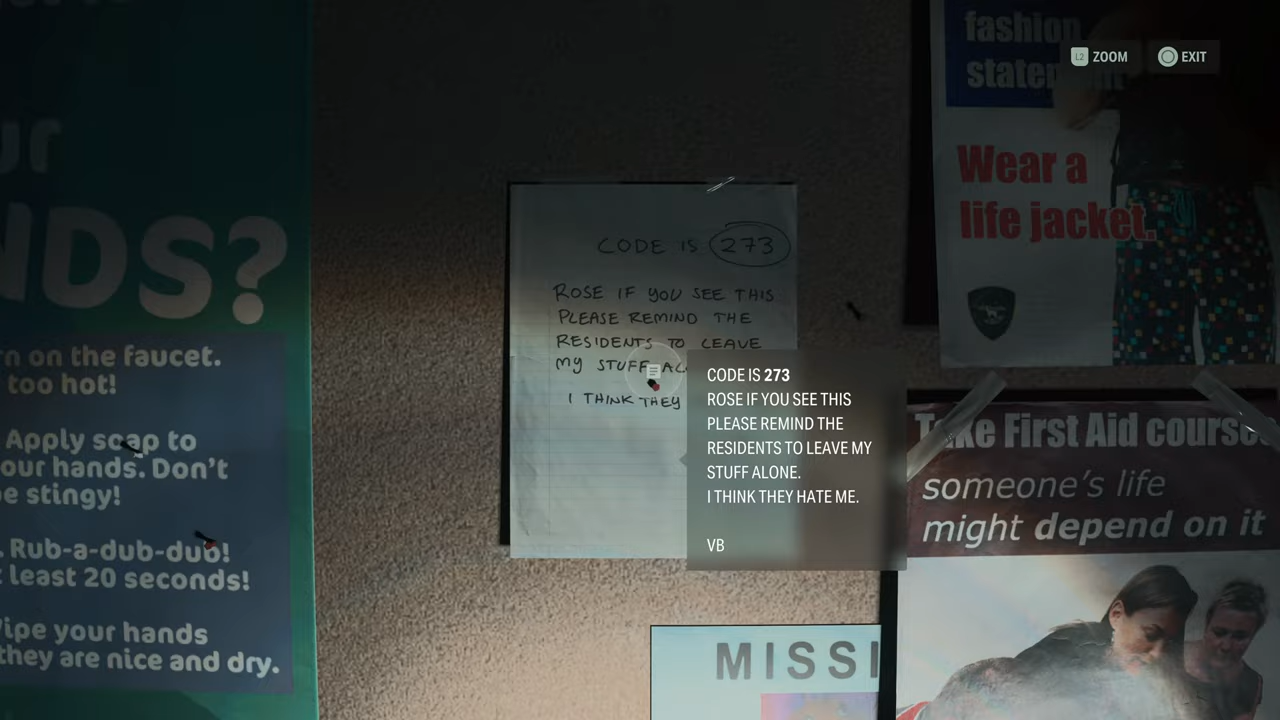 fashion
L2 ZOOM
EXIT
Wear a
life jacket.
NDS?
n on the faucet.
too hot!
Apply soap to
our hands. Don't
e stingy!
. Rub-a-dub-dub!
t least 20 seconds!
ipe your hands
they are nice and dry.
CODE IS 273
ROSE IF YOU SEE THIS
PLEASE REMIND THE
RESIDENTS TO LEAVE
MY STUFF AL
I THINK THEY
CODE IS 273
ROSE IF YOU SEE THIS
PLEASE REMIND THE
RESIDENTS TO LEAVE MY
STUFF ALONE.
I THINK THEY HATE ME.
VB
Take First Aid course
someone's life
might depend on it
MISSI